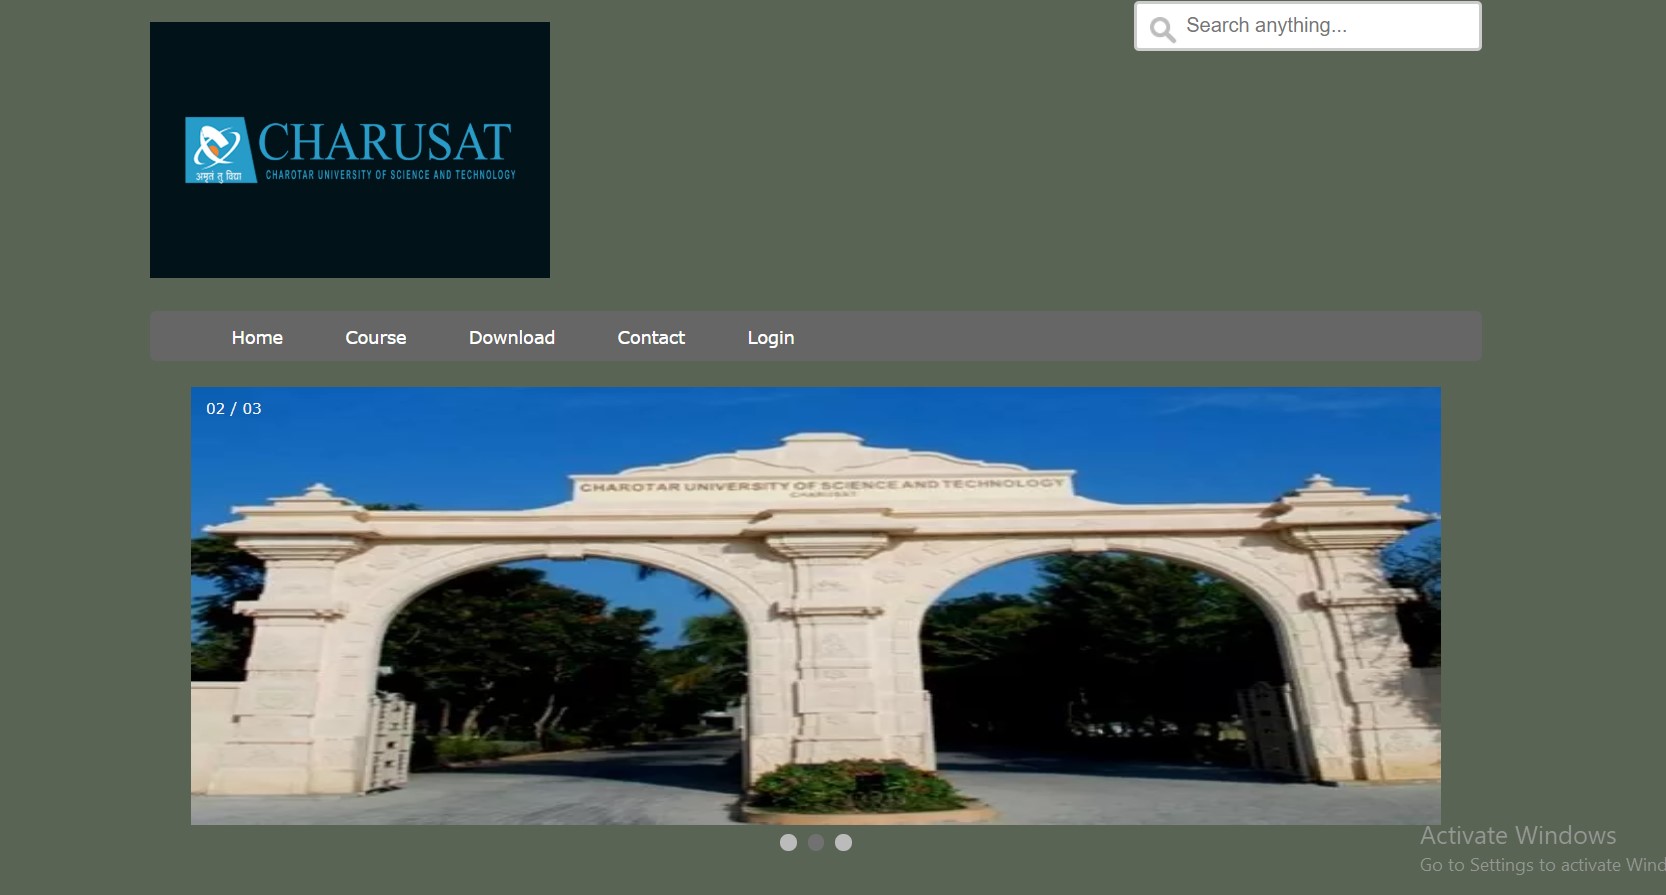 Search anything...
CHARUSAT
CHAROTAR UNIVERSITY OF SCIENCE AND TECHNOLOGY
अमृतं तु विद्या
Home Course Download Contact Login
02 / 03
CHAROTAR UNIVERSITY OF SCIENCE AND TECHNOLOGY
CHARUSAT
Activate Windows
Go to Settings to activate Wind